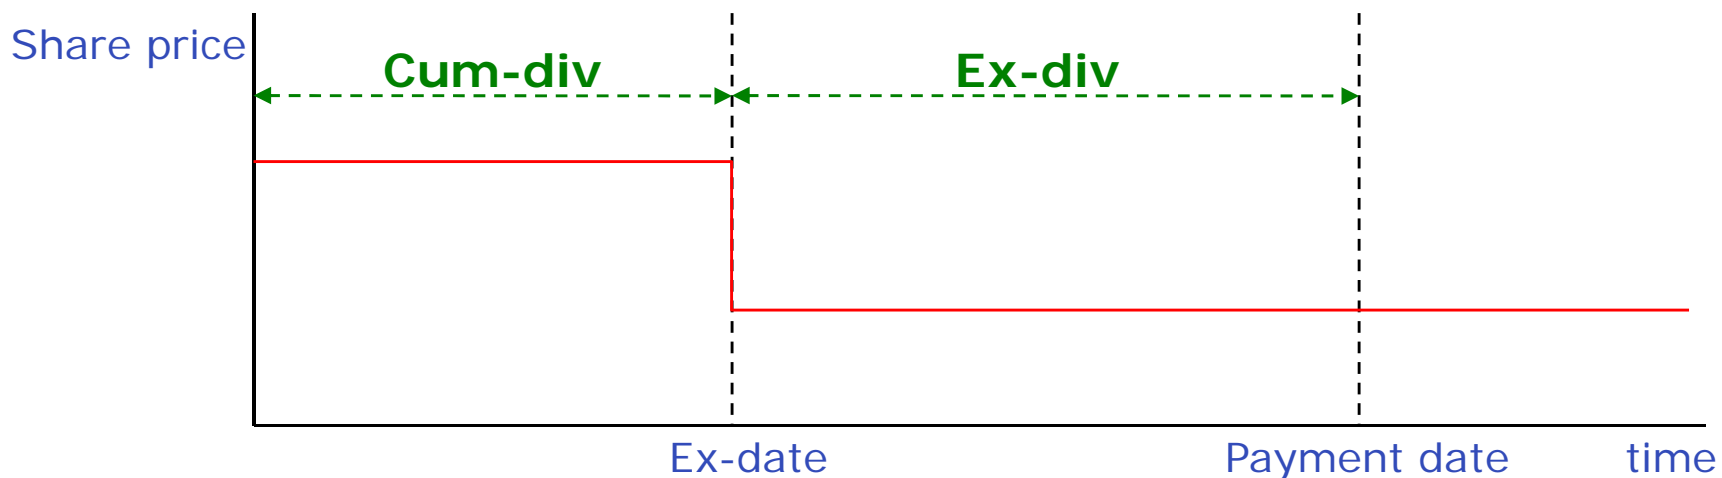 Share price
Cum-div
Ex-div
Ex-date
Payment date
time